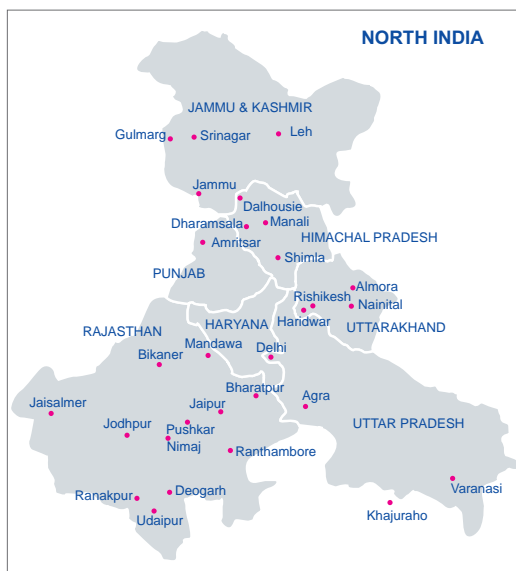 NORTH INDIA
JAMMU & KASHMIR
Gulmarg
Srinagar
Leh
Jammu
Dalhousie
Dharamsala
Manali
HIMACHAL PRADESH
Amritsar
Shimla
PUNJAB
Almora
Rishikesh
Nainital
Haridwar
UTTARAKHAND
RAJASTHAN
HARYANA
Mandawa
Delhi
Bikaner
Bharatpur
Jaisalmer
Jaipur
Agra
UTTAR PRADESH
Jodhpur
Pushkar
Nimaj
Ranthambore
Ranakpur
Deogarh
Varanasi
Udaipur
Khajuraho